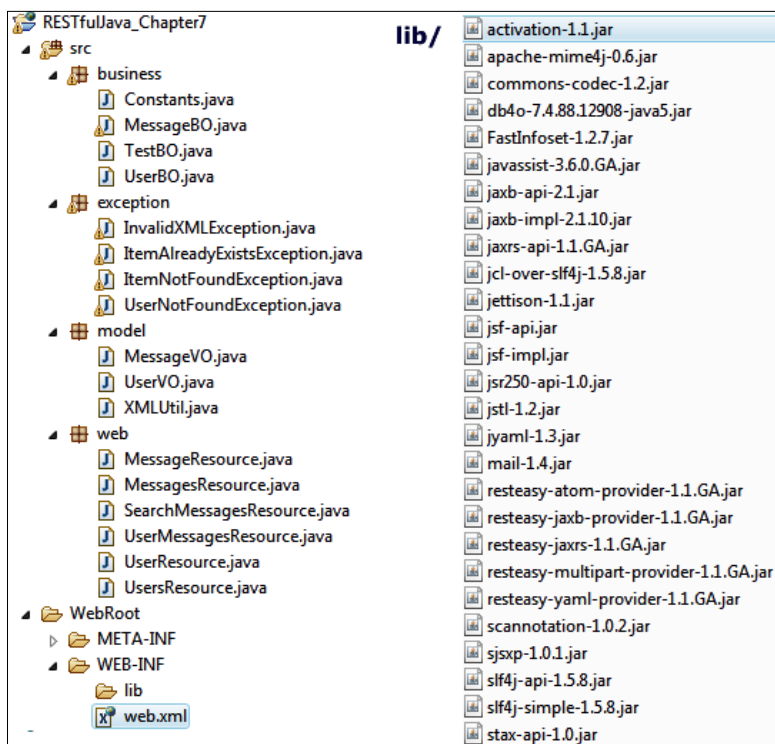 RESTfulJava_Chapter7
src
business
Constants.java
MessageBO.java
TestBO.java
UserBO.java
exception
InvalidXMLException.java
ItemAlreadyExistsException.java
ItemNotFoundException.java
UserNotFoundException.java
model
MessageVO.java
UserVO.java
XMLUtil.java
web
MessageResource.java
MessagesResource.java
SearchMessagesResource.java
UserMessagesResource.java
UserResource.java
UsersResource.java
WebRoot
META-INF
WEB-INF
lib
web.xml
lib/
activation-1.1.jar
apache-mime4j-0.6.jar
commons-codec-1.2.jar
db4o-7.4.88.12908-java5.jar
FastInfoset-1.2.7.jar
javassist-3.6.0.GA.jar
jaxb-api-2.1.jar
jaxb-impl-2.1.10.jar
jaxrs-api-1.1.GA.jar
jcl-over-slf4j-1.5.8.jar
jettison-1.1.jar
jsf-api.jar
jsf-impl.jar
jsr250-api-1.0.jar
jstl-1.2.jar
jyaml-1.3.jar
mail-1.4.jar
resteasy-atom-provider-1.1.GA.jar
resteasy-jaxb-provider-1.1.GA.jar
resteasy-jaxrs-1.1.GA.jar
resteasy-multipart-provider-1.1.GA.jar
resteasy-yaml-provider-1.1.GA.jar
scannotation-1.0.2.jar
sjsxp-1.0.1.jar
slf4j-api-1.5.8.jar
slf4j-simple-1.5.8.jar
stax-api-1.0.jar